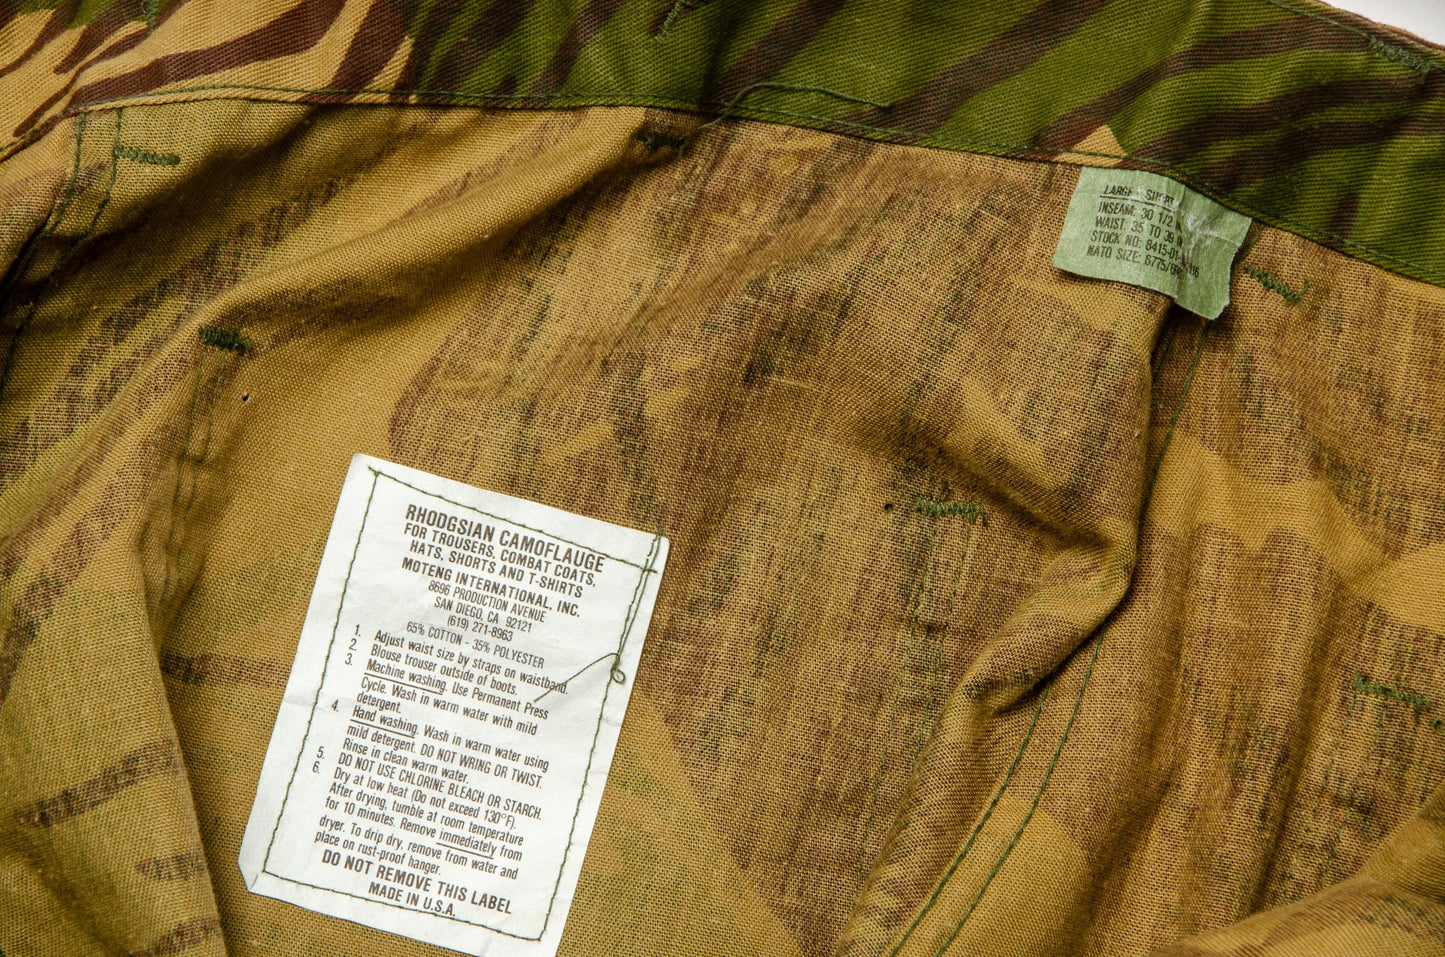 LARGE SHORT
INSEAM: 30 1/2
WAIST: 35 TO 39
STOCK NO: 8415-01-
NATO SIZE: 6775/
RHODGSIAN CAMOFLAUGE
FOR TROUSERS, COMBAT COATS,
HATS, SHORTS AND T-SHIRTS
MOTENG INTERNATIONAL, INC.
8696 PRODUCTION AVENUE
SAN DIEGO, CA 92121
(619) 271-8963
65% COTTON - 35% POLYESTER
1. Adjust waist size by straps on waistband.
2. Blouse trouser outside of boots.
3. Machine washing. Use Permanent Press
Cycle. Wash in warm water with mild
detergent.
4. Hand washing. Wash in warm water using
mild detergent. DO NOT WRING OR TWIST.
Rinse in clean warm water.
5. DO NOT USE CHLORINE BLEACH OR STARCH.
6. Dry at low heat (Do not exceed 130°F).
After drying, tumble at room temperature
for 10 minutes. Remove immediately from
dryer. To drip dry, remove from water and
place on rust-proof hanger.
DO NOT REMOVE THIS LABEL
MADE IN U.S.A.